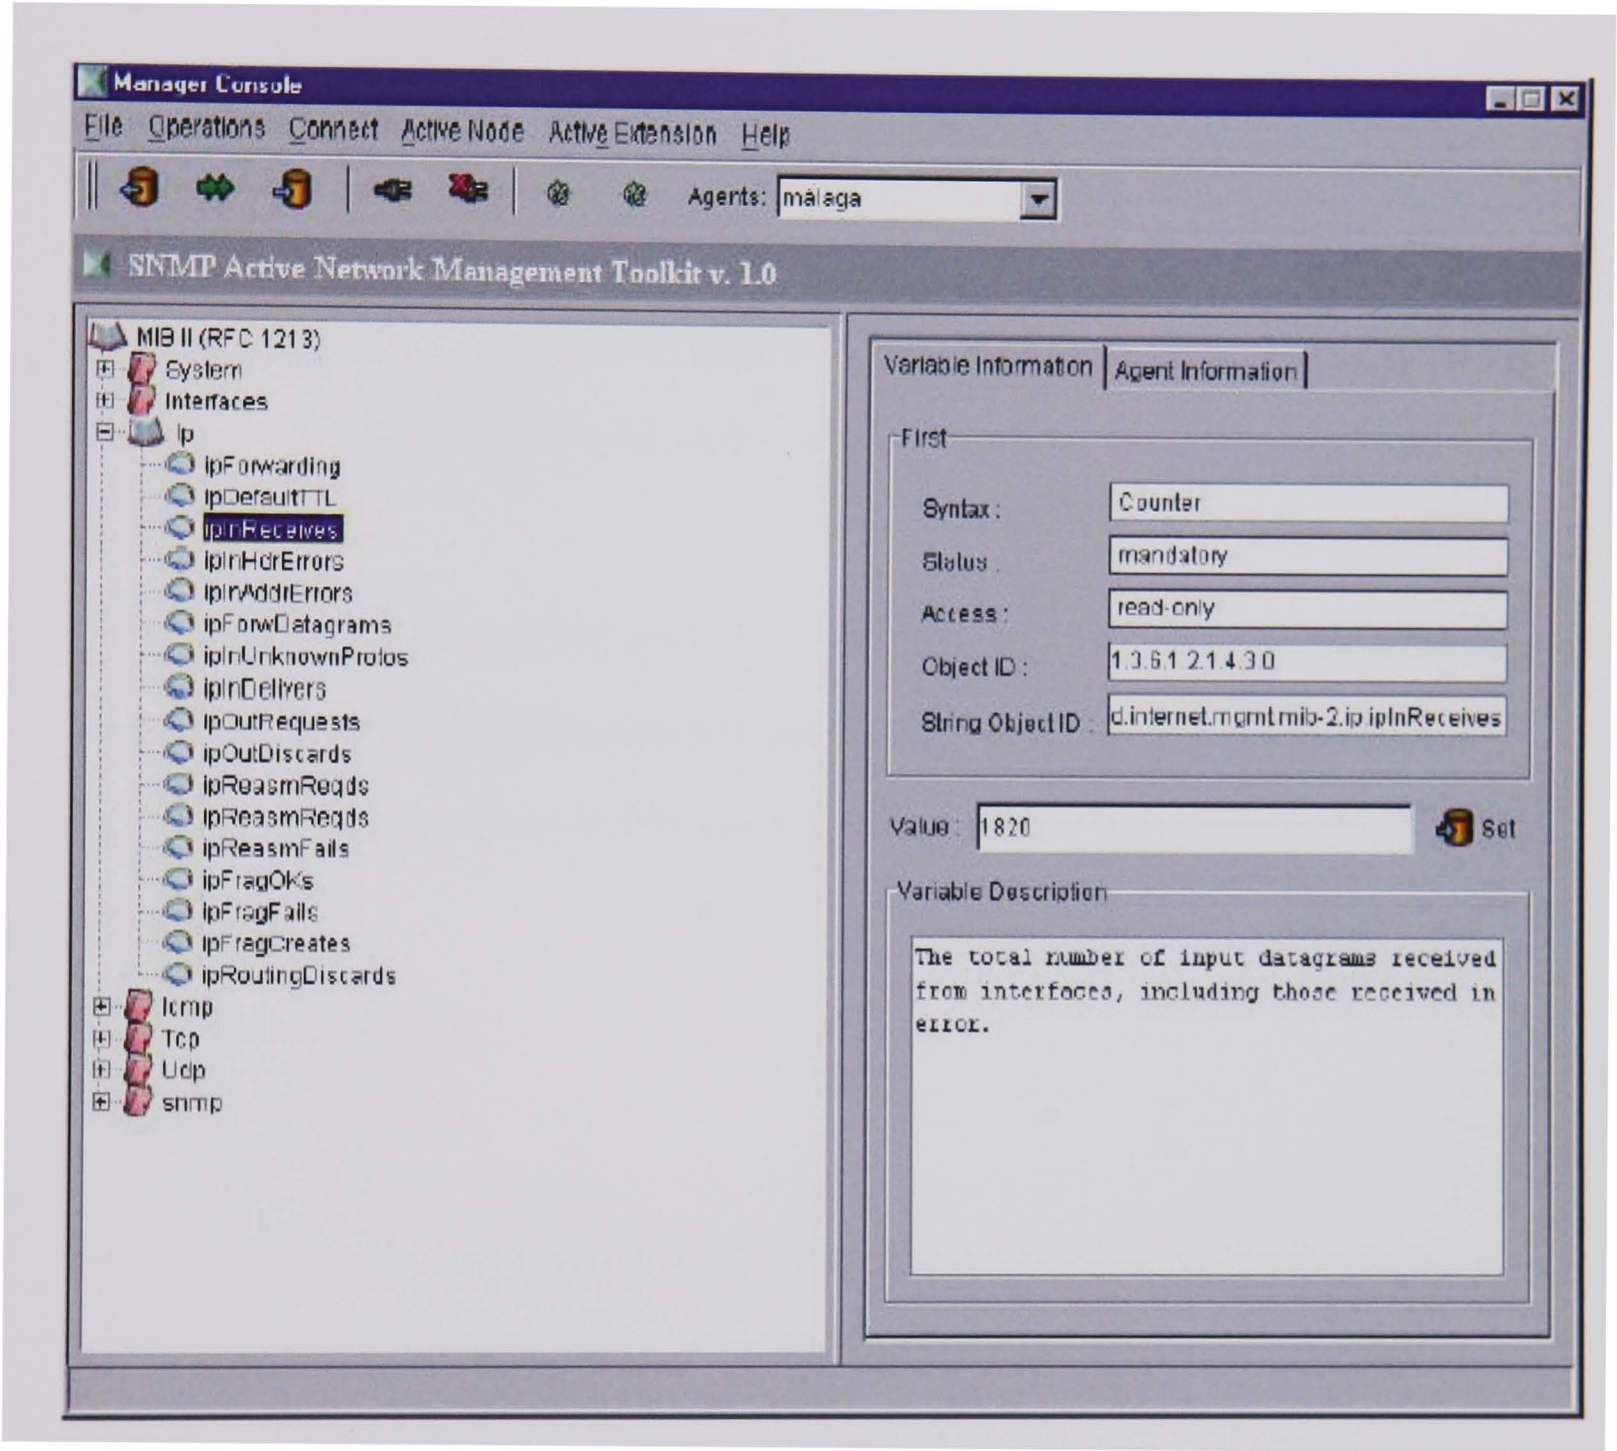 Manager Console
File Operations Connect Active Node Active Extension Help
Agents: malaga
SNMP Active Network Management Toolkit v. 1.0
MIB II (RFC 1213)
System
Interfaces
Ip
ipForwarding
ipDefaultTTL
ipInReceives
ipInHdrErrors
ipInAddrErrors
ipForwDatagrams
ipInUnknownProtos
ipInDelivers
ipOutRequests
ipOutDiscards
ipReasmReqds
ipReasmReqds
ipReasmFails
ipFragOKs
ipFragFails
ipFragCreates
ipRoutingDiscards
Icmp
Tcp
Udp
snmp
Variable Information Agent Information
First
Syntax : Counter
Status : mandatory
Access : read-only
Object ID : 1.3.6.1.2.1.4.3.0
String Object ID : d.internet.mgmt.mib-2.ip.ipInReceives
Value : 1820 Set
Variable Description
The total number of input datagrams received
from interfaces, including those received in
error.